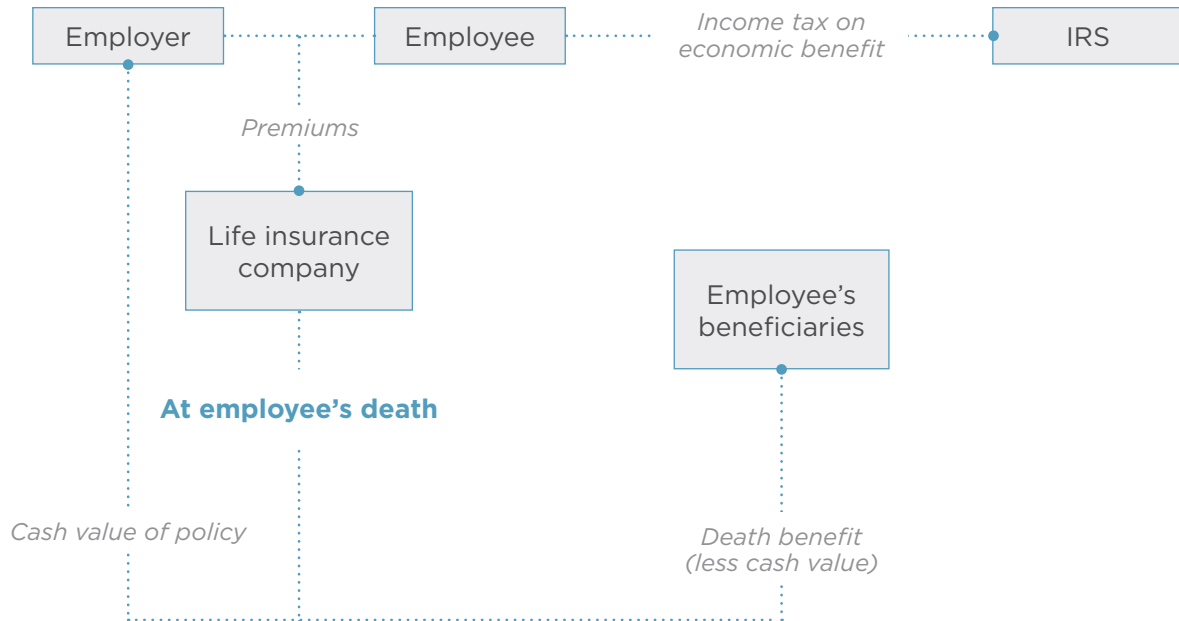 Employer
Employee
Income tax on
economic benefit
IRS
Premiums
Life insurance
company
Employee’s
beneficiaries
At employee’s death
Cash value of policy
Death benefit
(less cash value)